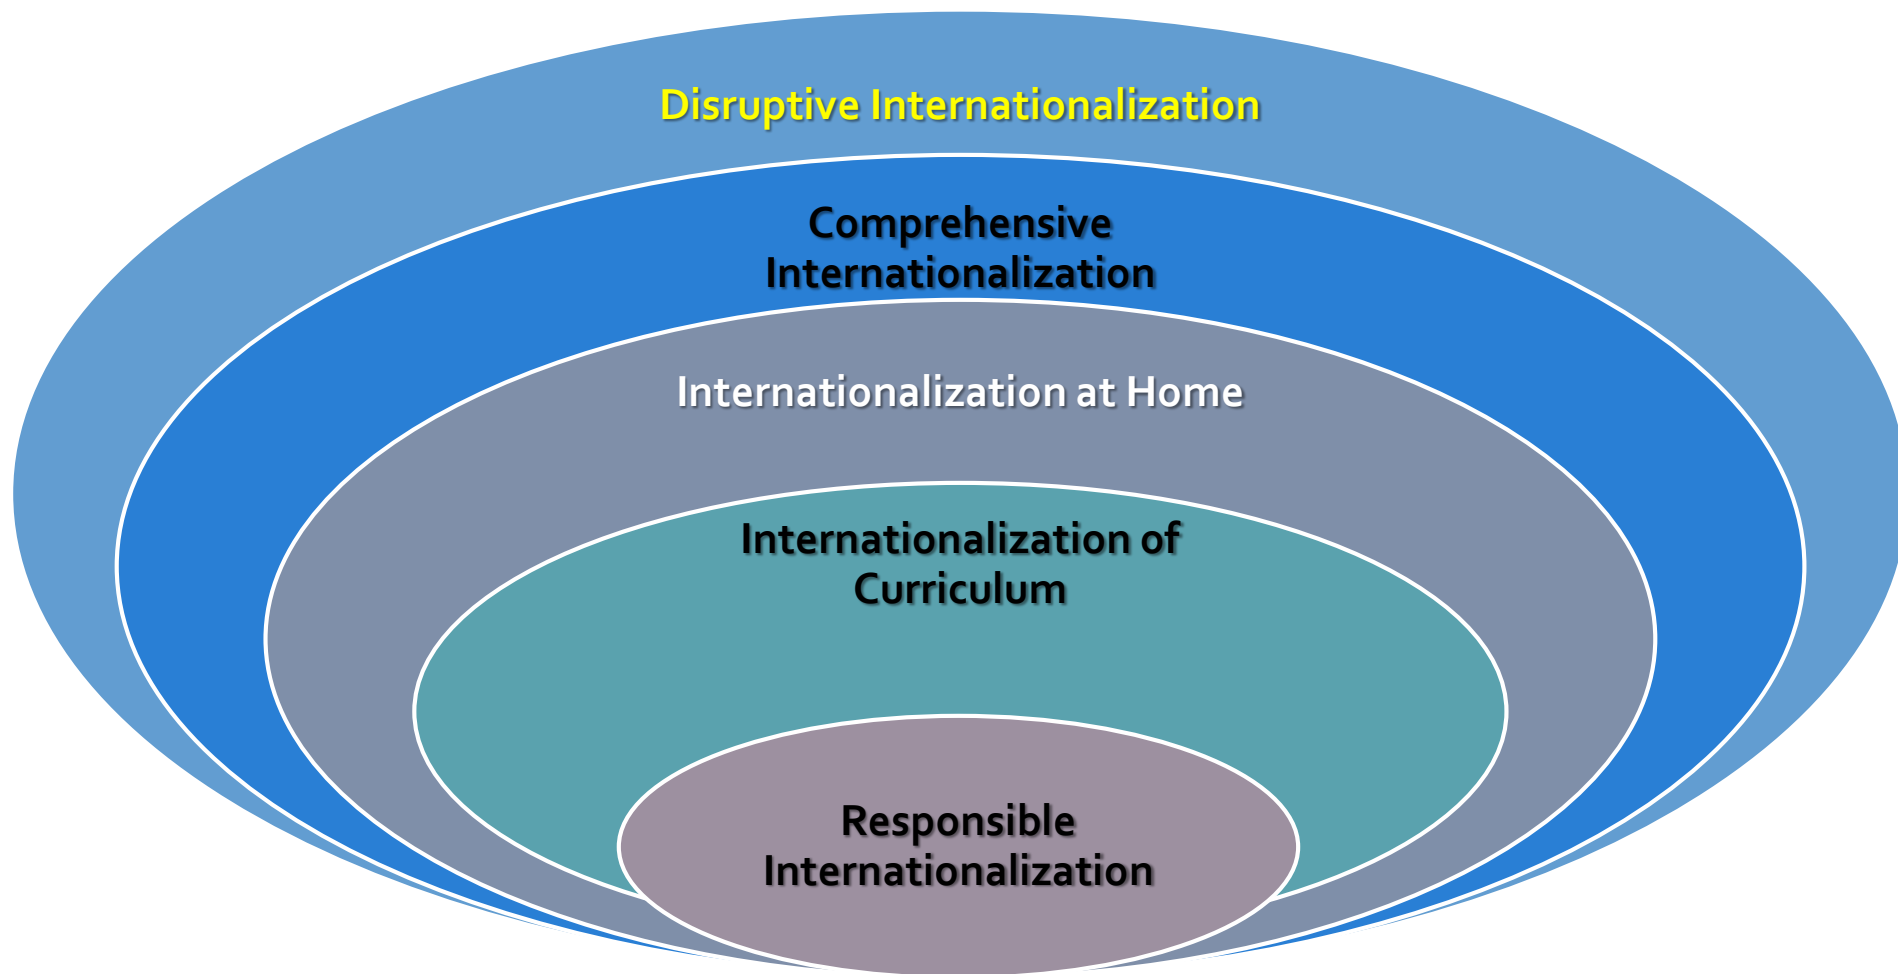 Disruptive Internationalization
Comprehensive
Internationalization
Internationalization at Home
Internationalization of
Curriculum
Responsible
Internationalization